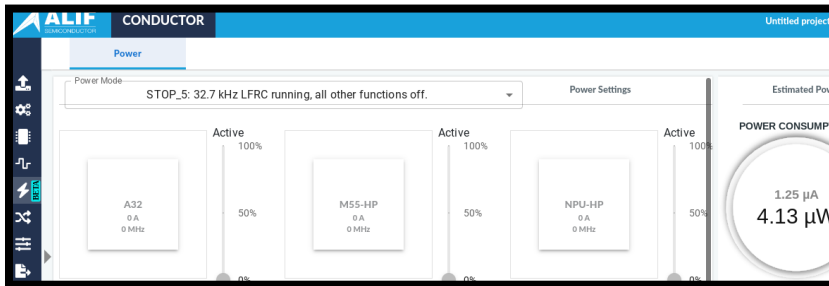 ALIF
SEMICONDUCTOR
CONDUCTOR
Untitled project
Power
Power Mode
STOP_5: 32.7 kHz LFRC running, all other functions off.
Power Settings
Estimated Pow
POWER CONSUMP
Active
100%
A32
0 A
0 MHz
50%
0%
Active
100%
M55-HP
0 A
0 MHz
50%
0%
Active
100%
NPU-HP
0 A
0 MHz
50%
0%
1.25 µA
4.13 µW
BETA